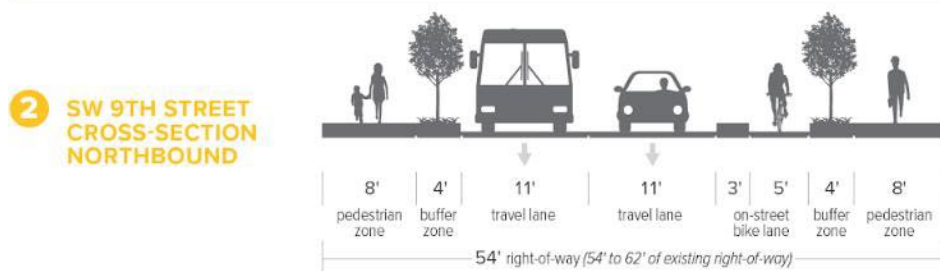 2 SW 9TH STREET
CROSS-SECTION
NORTHBOUND
8' 4' 11' 11' 3' 5' 4' 8'
pedestrian zone buffer zone travel lane travel lane on-street bike lane buffer zone pedestrian zone
54' right-of-way (54' to 62' of existing right-of-way)